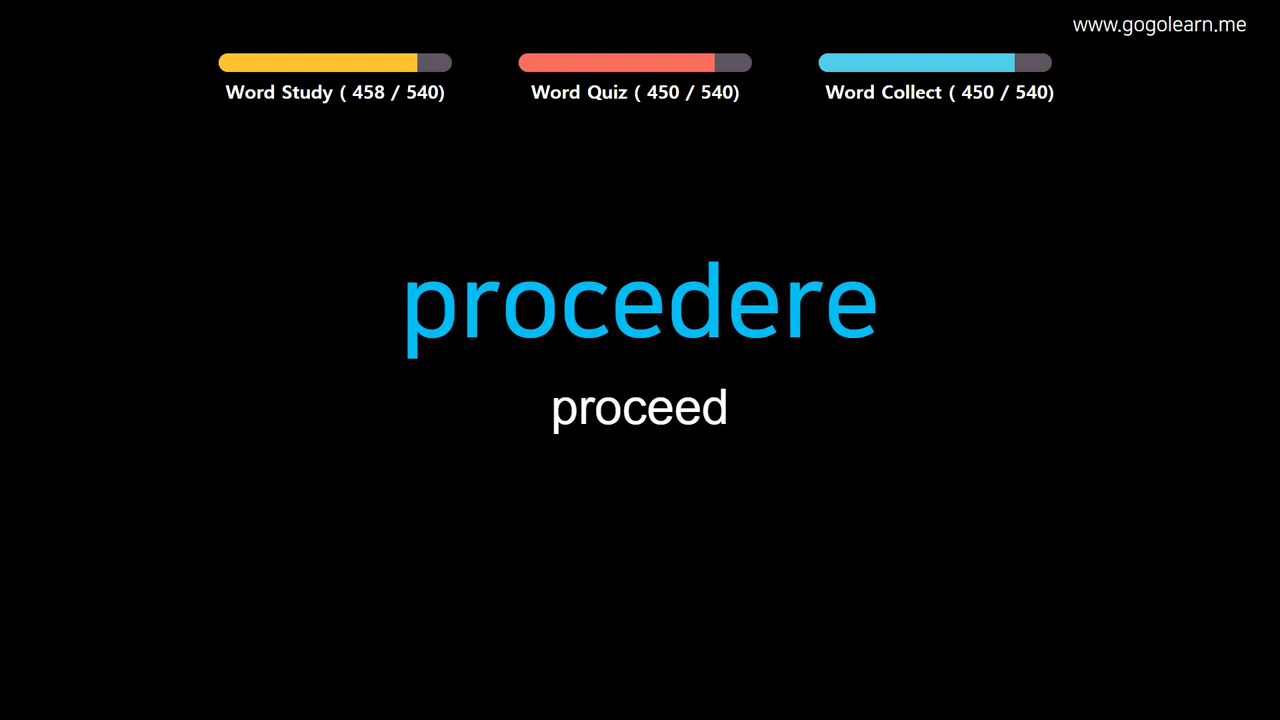 www.gogolearn.me
Word Study ( 458 / 540)
Word Quiz ( 450 / 540)
Word Collect ( 450 / 540)
procedere
proceed